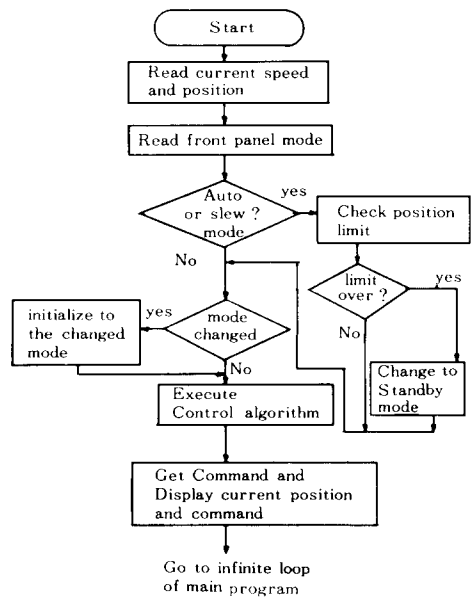 Start
Read current speed
and position
Read front panel mode
Auto
or slew ?
mode
yes
Check position
limit
No
limit
over ?
yes
No
Change to
Standby
mode
mode
changed
yes
initialize to
the changed
mode
No
Execute
Control algorithm
Get Command and
Display current position
and command
Go to infinite loop
of main program